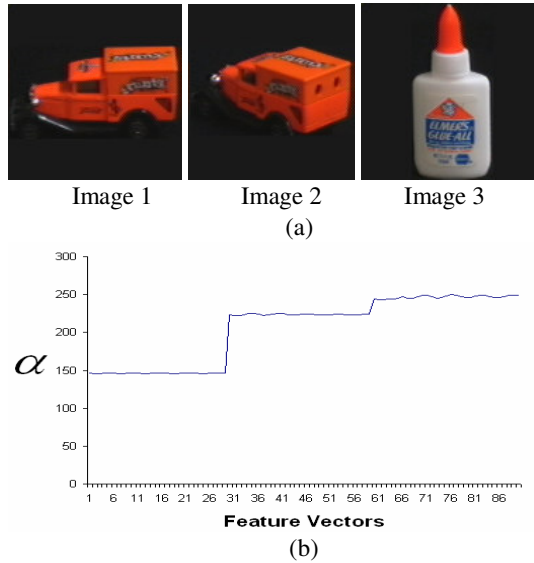 ELMER'S
GLUE-ALL
Image 1 Image 2 Image 3
(a)
300
250
200
150
100
50
0
α
1 6 11 16 21 26 31 36 41 46 51 56 61 66 71 76 81 86
Feature Vectors
(b)